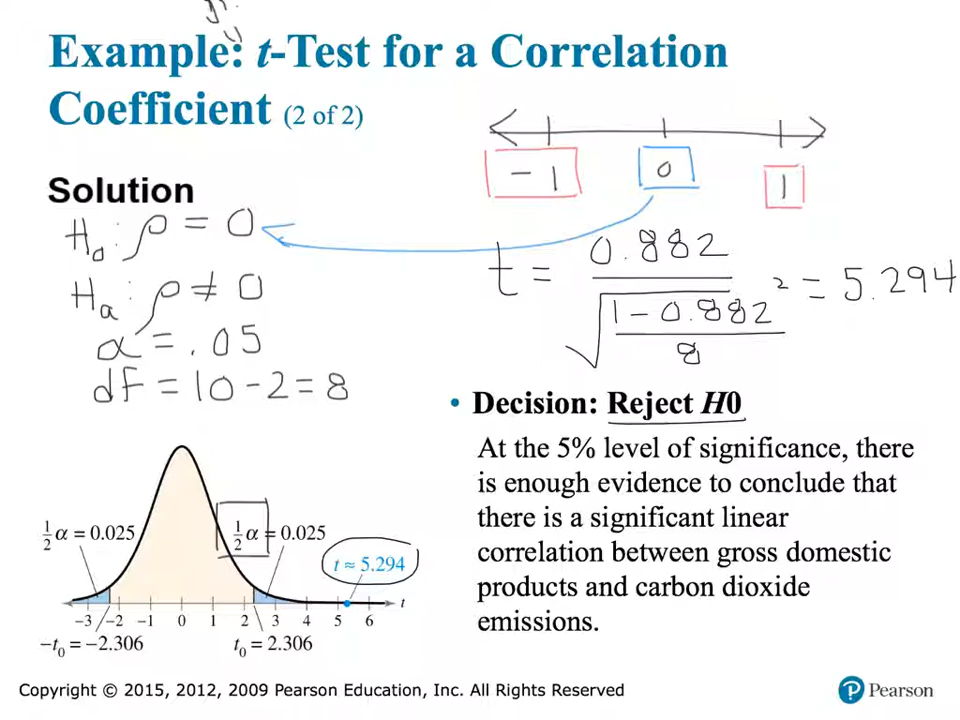 Example: t-Test for a Correlation
Coefficient (2 of 2)
-1 0 1
Solution
H0: ρ = 0
Ha: ρ ≠ 0
α = .05
dF = 10 - 2 = 8
t = 0.882 / √((1 - 0.882²) / 8) = 5.294
• Decision: Reject H0
At the 5% level of significance, there
is enough evidence to conclude that
there is a significant linear
correlation between gross domestic
products and carbon dioxide
emissions.
½α = 0.025 ½α = 0.025
t ≈ 5.294
−3 −2 −1 0 1 2 3 4 5 6 t
−t0 = −2.306 t0 = 2.306
Copyright © 2015, 2012, 2009 Pearson Education, Inc. All Rights Reserved
P Pearson